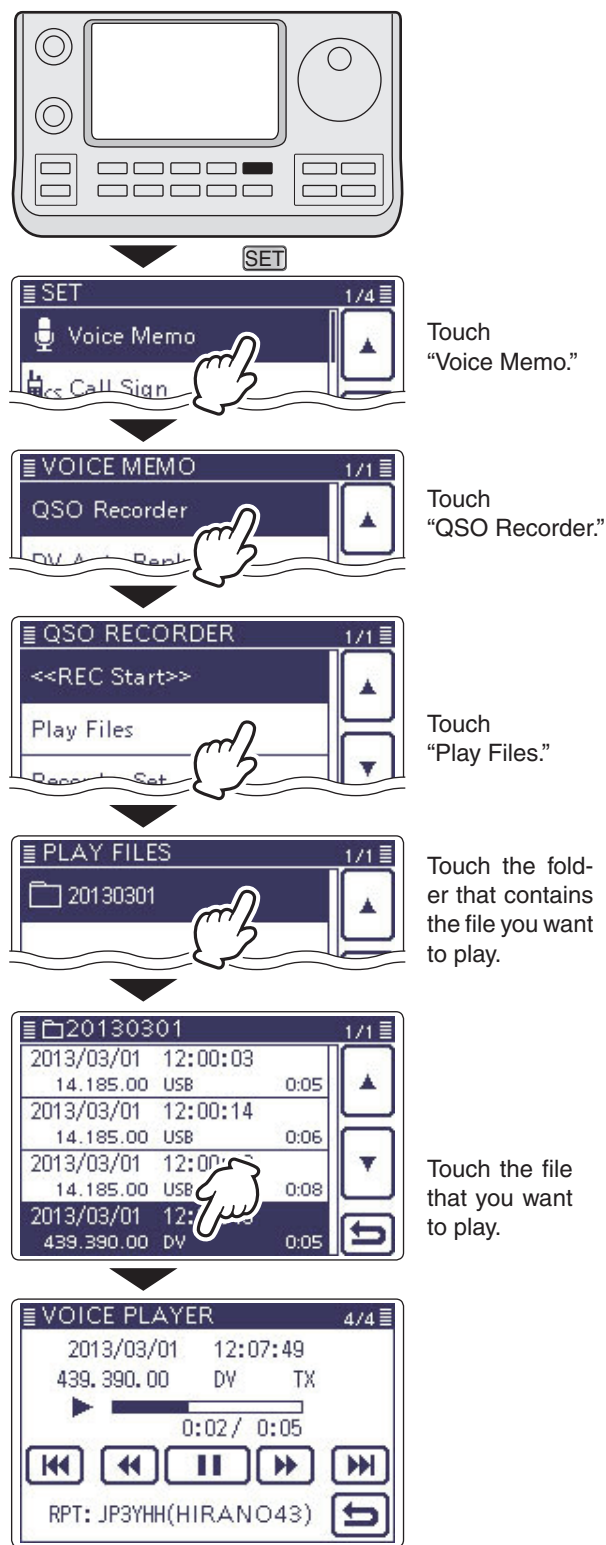 SET
SET 1/4
Voice Memo
CS Call Sign
Touch
“Voice Memo.”
VOICE MEMO 1/1
QSO Recorder
Touch
“QSO Recorder.”
QSO RECORDER 1/1
<<REC Start>>
Play Files
Set
Touch
“Play Files.”
PLAY FILES 1/1
20130301
Touch the fold-
er that contains
the file you want
to play.
20130301 1/1
2013/03/01 12:00:03
14.185.00 USB 0:05
2013/03/01 12:00:14
14.185.00 USB 0:06
2013/03/01
14.185.00 USB 0:08
2013/03/01
439.390.00 DV 0:05
Touch the file
that you want
to play.
VOICE PLAYER 4/4
2013/03/01 12:07:49
439.390.00 DV TX
0:02/ 0:05
RPT: JP3YHH(HIRANO43)